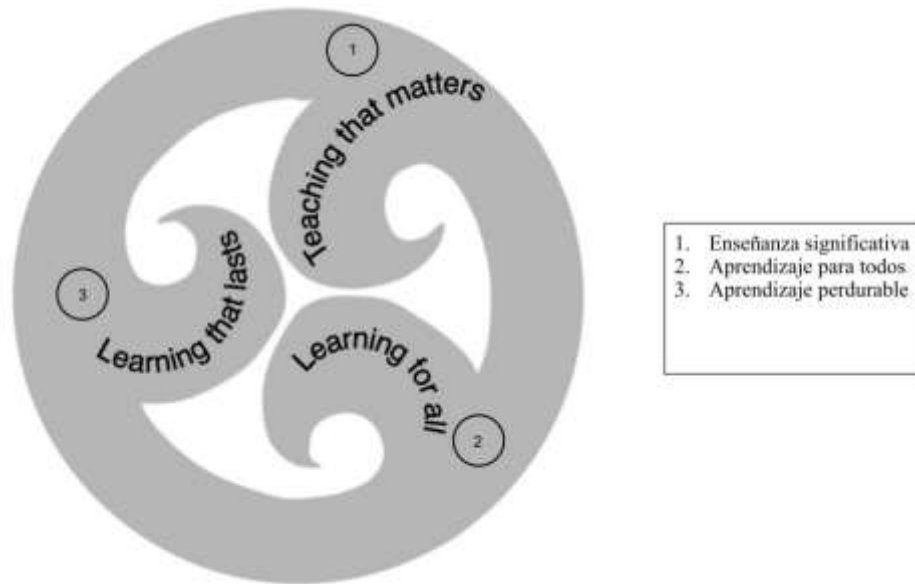 1
Teaching that matters
3
Learning that lasts
Learning for all
2
1. Enseñanza significativa
2. Aprendizaje para todos
3. Aprendizaje perdurable